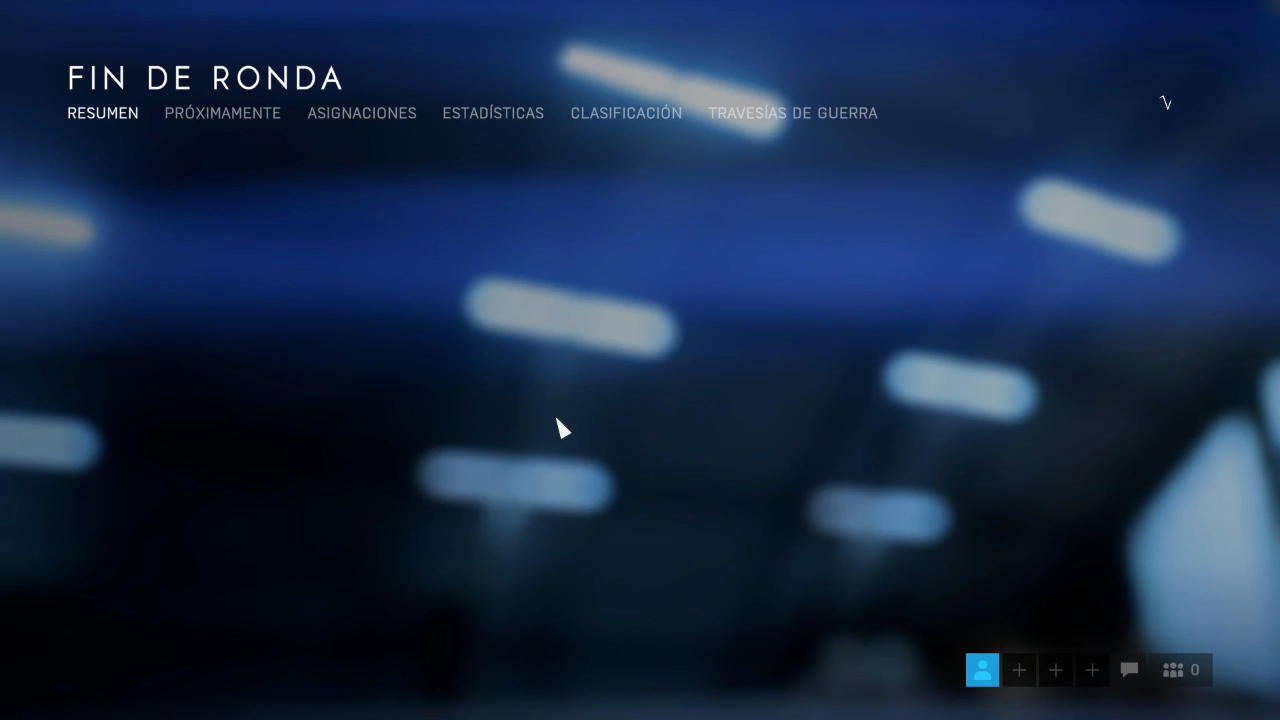 FIN DE RONDA
RESUMEN PRÓXIMAMENTE ASIGNACIONES ESTADÍSTICAS CLASIFICACIÓN TRAVESÍAS DE GUERRA
0